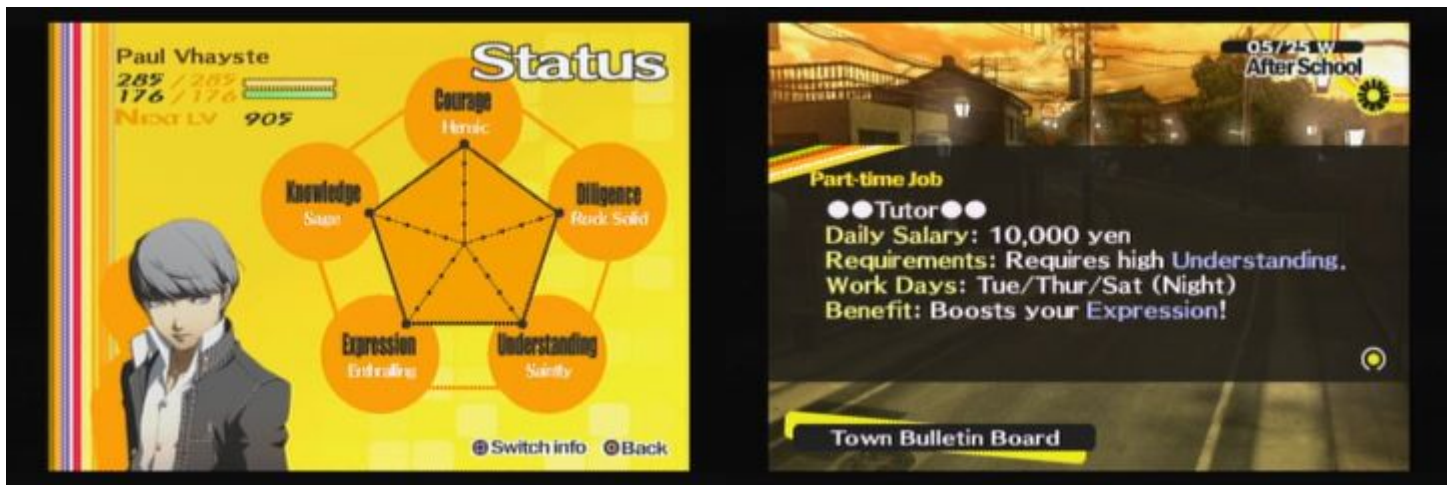 Paul Vhayste
Status
285 / 285
176 / 176
NEXT LV 905
Courage
Heroic
Knowledge
Sage
Diligence
Rock Solid
Expression
Enthralling
Understanding
Saintly
Switch info Back
05/25 W
After School
Part-time Job
●●Tutor●●
Daily Salary: 10,000 yen
Requirements: Requires high Understanding.
Work Days: Tue/Thur/Sat (Night)
Benefit: Boosts your Expression!
Town Bulletin Board